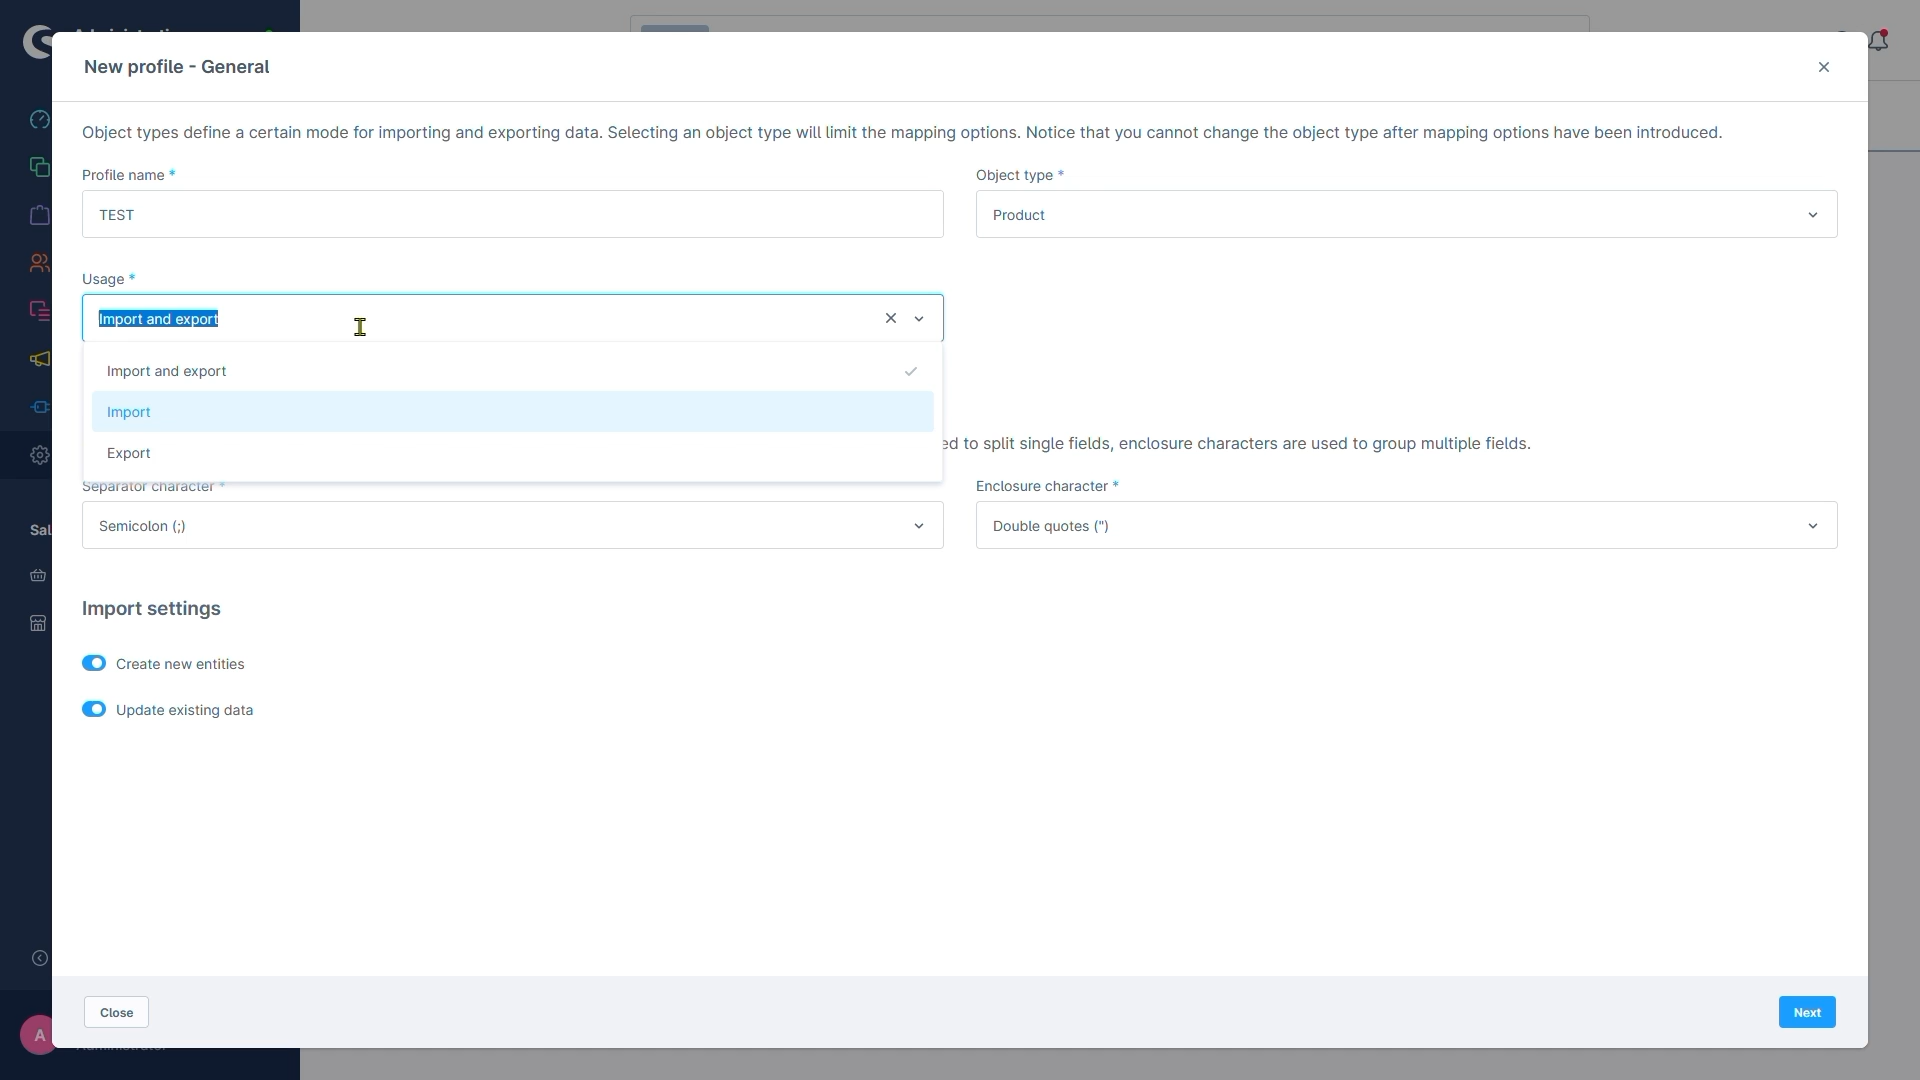 New profile - General
Object types define a certain mode for importing and exporting data. Selecting an object type will limit the mapping options. Notice that you cannot change the object type after mapping options have been introduced.
Profile name *
Object type *
TEST
Product
Usage *
Import and export
Import and export
Import
Export
to split single fields, enclosure characters are used to group multiple fields.
Separator character *
Enclosure character *
Semicolon (;)
Double quotes (")
Sal
Import settings
Create new entities
Update existing data
Close
Next
A